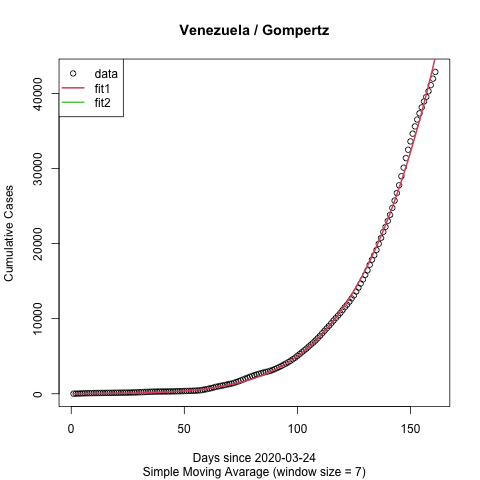 Venezuela / Gompertz
data
fit1
fit2
Cumulative Cases
40000
30000
20000
10000
0
0 50 100 150
Days since 2020-03-24
Simple Moving Avarage (window size = 7)